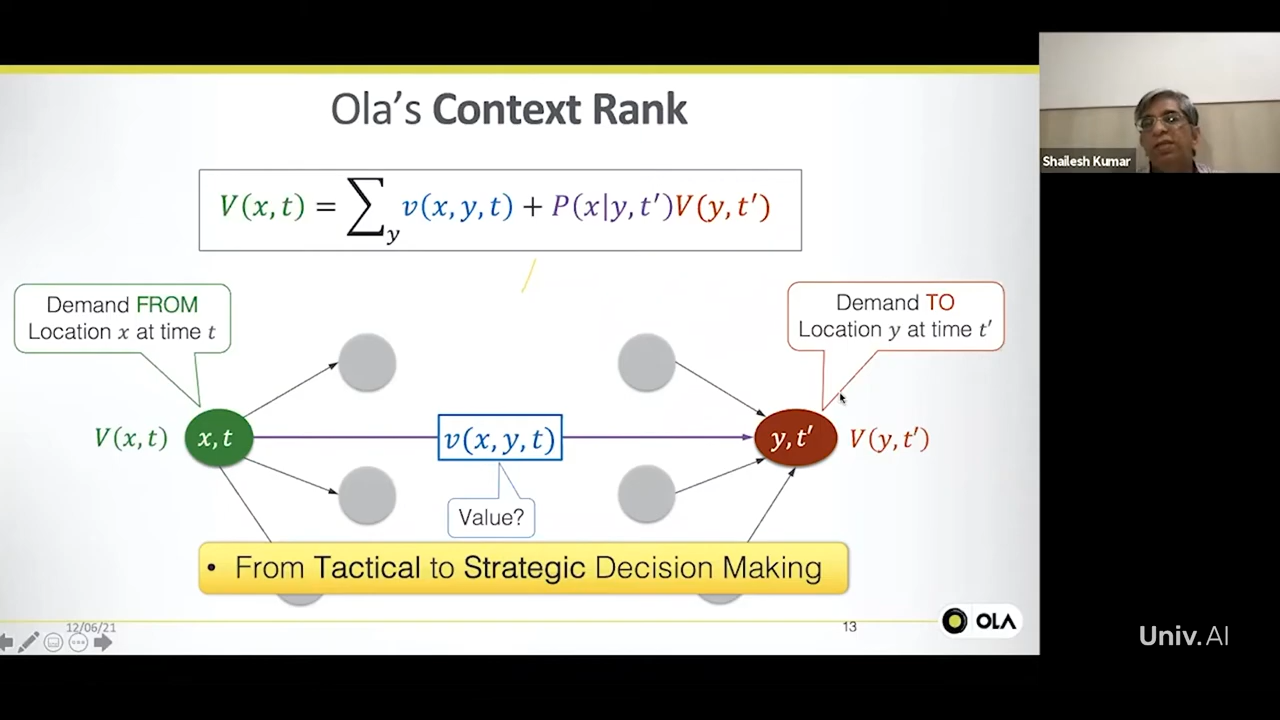 Ola's Context Rank
V(x, t) = ∑_y v(x, y, t) + P(x|y, t′)V(y, t′)
Demand FROM
Location x at time t
Demand TO
Location y at time t′
V(x, t)
x, t
v(x, y, t)
y, t′
V(y, t′)
Value?
• From Tactical to Strategic Decision Making
12/06/21
13
OLA
Shailesh Kumar
Univ.AI